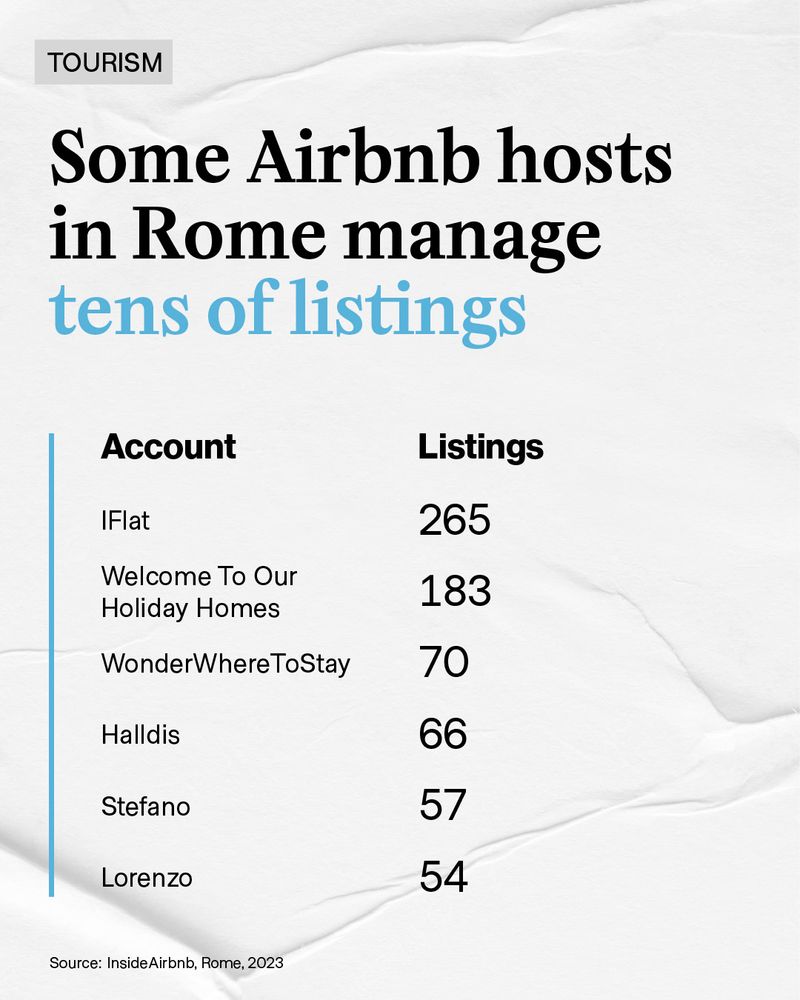 TOURISM
Some Airbnb hosts
in Rome manage
tens of listings
Account Listings
IFlat 265
Welcome To Our
Holiday Homes 183
WonderWhereToStay 70
Halldis 66
Stefano 57
Lorenzo 54
Source: InsideAirbnb, Rome, 2023